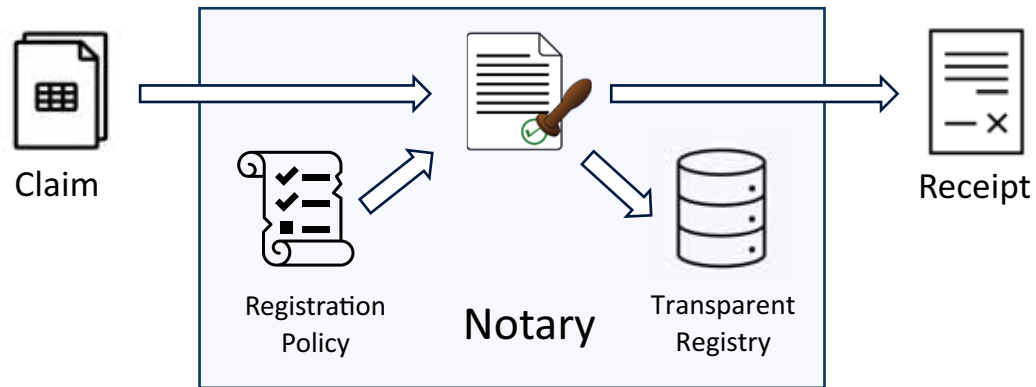 Claim
Registration
Policy
Notary
Transparent
Registry
Receipt